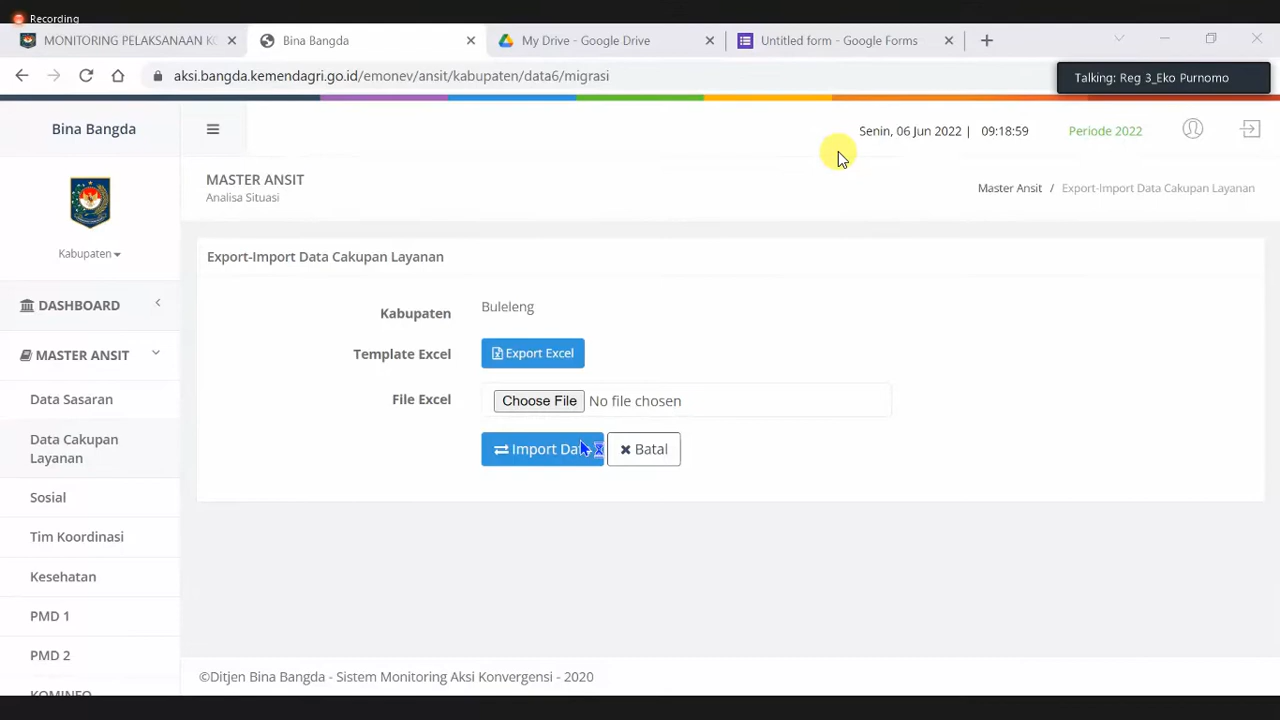 Recording
MONITORING PELAKSANAAN KO
Bina Bangda
My Drive - Google Drive
Untitled form - Google Forms
aksi.bangda.kemendagri.go.id/emonev/ansit/kabupaten/data6/migrasi
Talking: Reg 3_Eko Purnomo
Bina Bangda
Senin, 06 Jun 2022 | 09:18:59
Periode 2022
MASTER ANSIT
Analisa Situasi
Master Ansit / Export-Import Data Cakupan Layanan
Kabupaten
Export-Import Data Cakupan Layanan
Kabupaten
Buleleng
Template Excel
Export Excel
File Excel
Choose File No file chosen
Import Dat
Batal
DASHBOARD
MASTER ANSIT
Data Sasaran
Data Cakupan
Layanan
Sosial
Tim Koordinasi
Kesehatan
PMD 1
PMD 2
KOMINFO
©Ditjen Bina Bangda - Sistem Monitoring Aksi Konvergensi - 2020